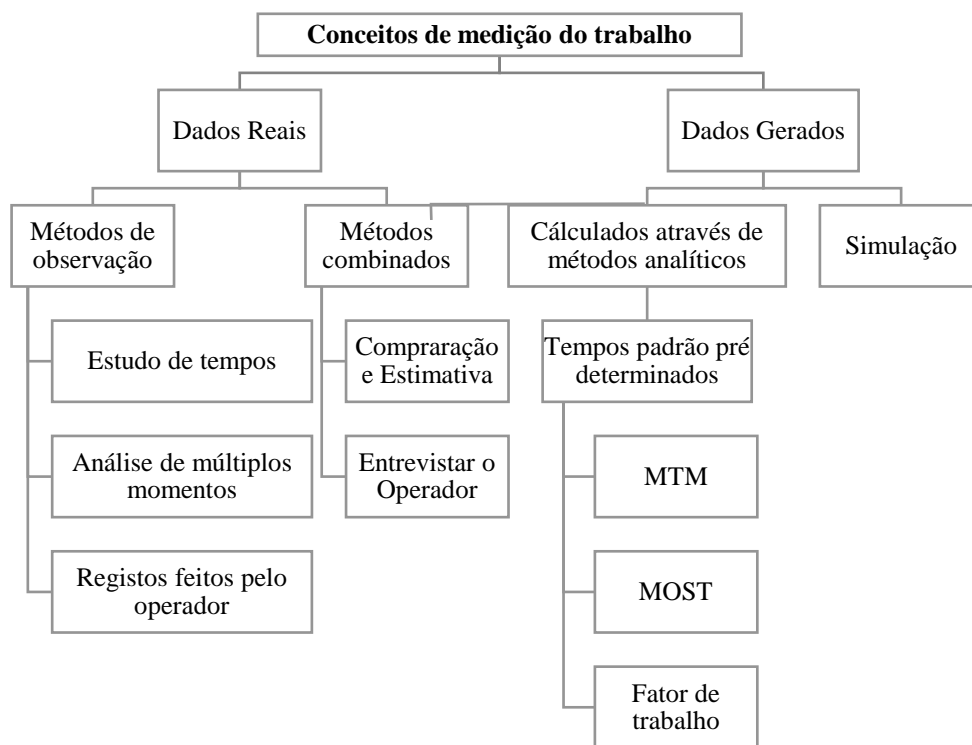 Conceitos de medição do trabalho
Dados Reais
Dados Gerados
Métodos de
observação
Métodos
combinados
Cálculados através de
métodos analíticos
Simulação
Estudo de tempos
Análise de múltiplos
momentos
Registos feitos pelo
operador
Compraração
e Estimativa
Entrevistar o
Operador
Tempos padrão pré
determinados
MTM
MOST
Fator de
trabalho